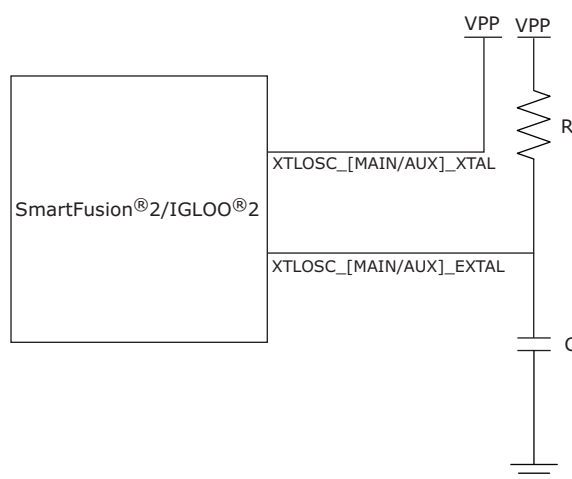 VPP VPP
R
XTLOSC_[MAIN/AUX]_XTAL
SmartFusion®2/IGLOO®2
XTLOSC_[MAIN/AUX]_EXTAL
C